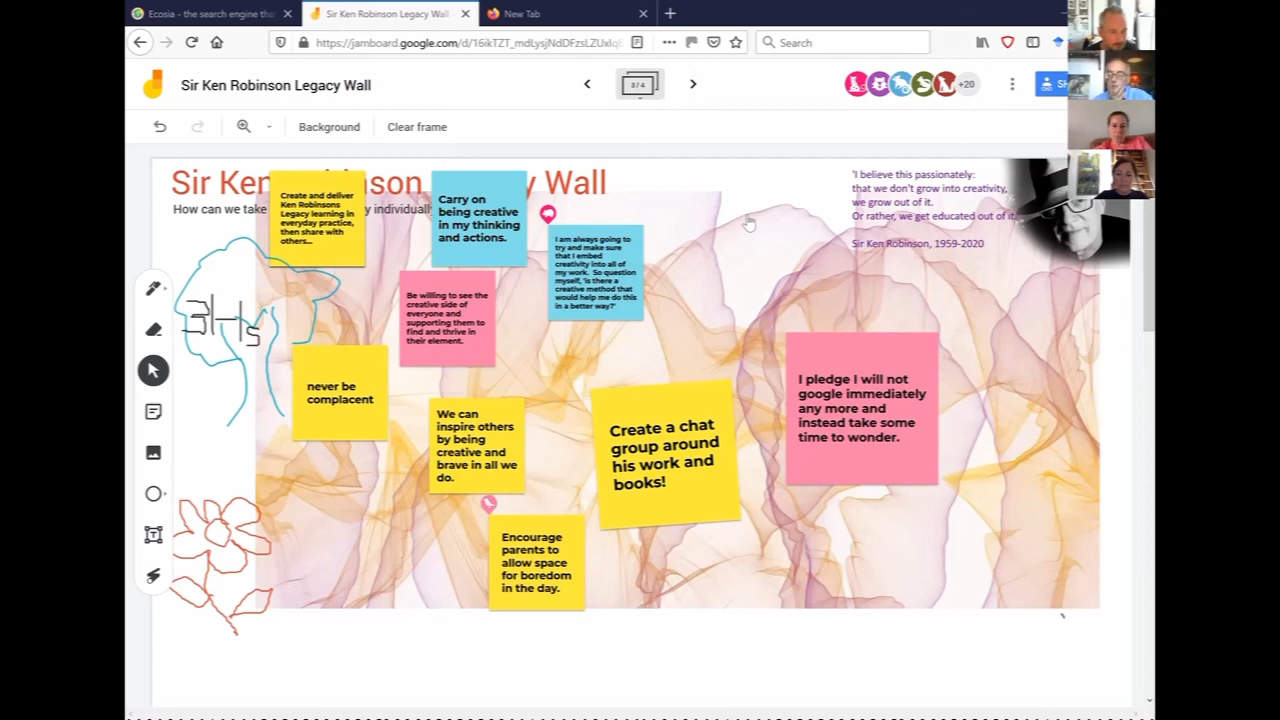 Ecosia - the search engine tha
Sir Ken Robinson Legacy Wall -
New Tab
https://jamboard.google.com/d/
Search
Sir Ken Robinson Legacy Wall
3 / 4
+20
Sh
Background
Clear frame
Sir Ken
y Wall
How can we take
y individually
Create and deliver
Ken Robinsons
Legacy learning in
everyday practice,
then share with
others...
Carry on
being creative
in my thinking
and actions.
I am always going to
try and make sure
that I embed
creativity into all of
my work. So question
myself, 'is there a
creative method that
would help me do this
in a better way?'
'I believe this passionately:
that we don't grow into creativity,
we grow out of it.
Or rather, we get educated out of it.
Sir Ken Robinson, 1959-2020
Be willing to see the
creative side of
everyone and
supporting them to
find and thrive in
their element.
never be
complacent
We can
inspire others
by being
creative and
brave in all we
do.
Create a chat
group around
his work and
books!
I pledge I will not
google immediately
any more and
instead take some
time to wonder.
Encourage
parents to
allow space
for boredom
in the day.